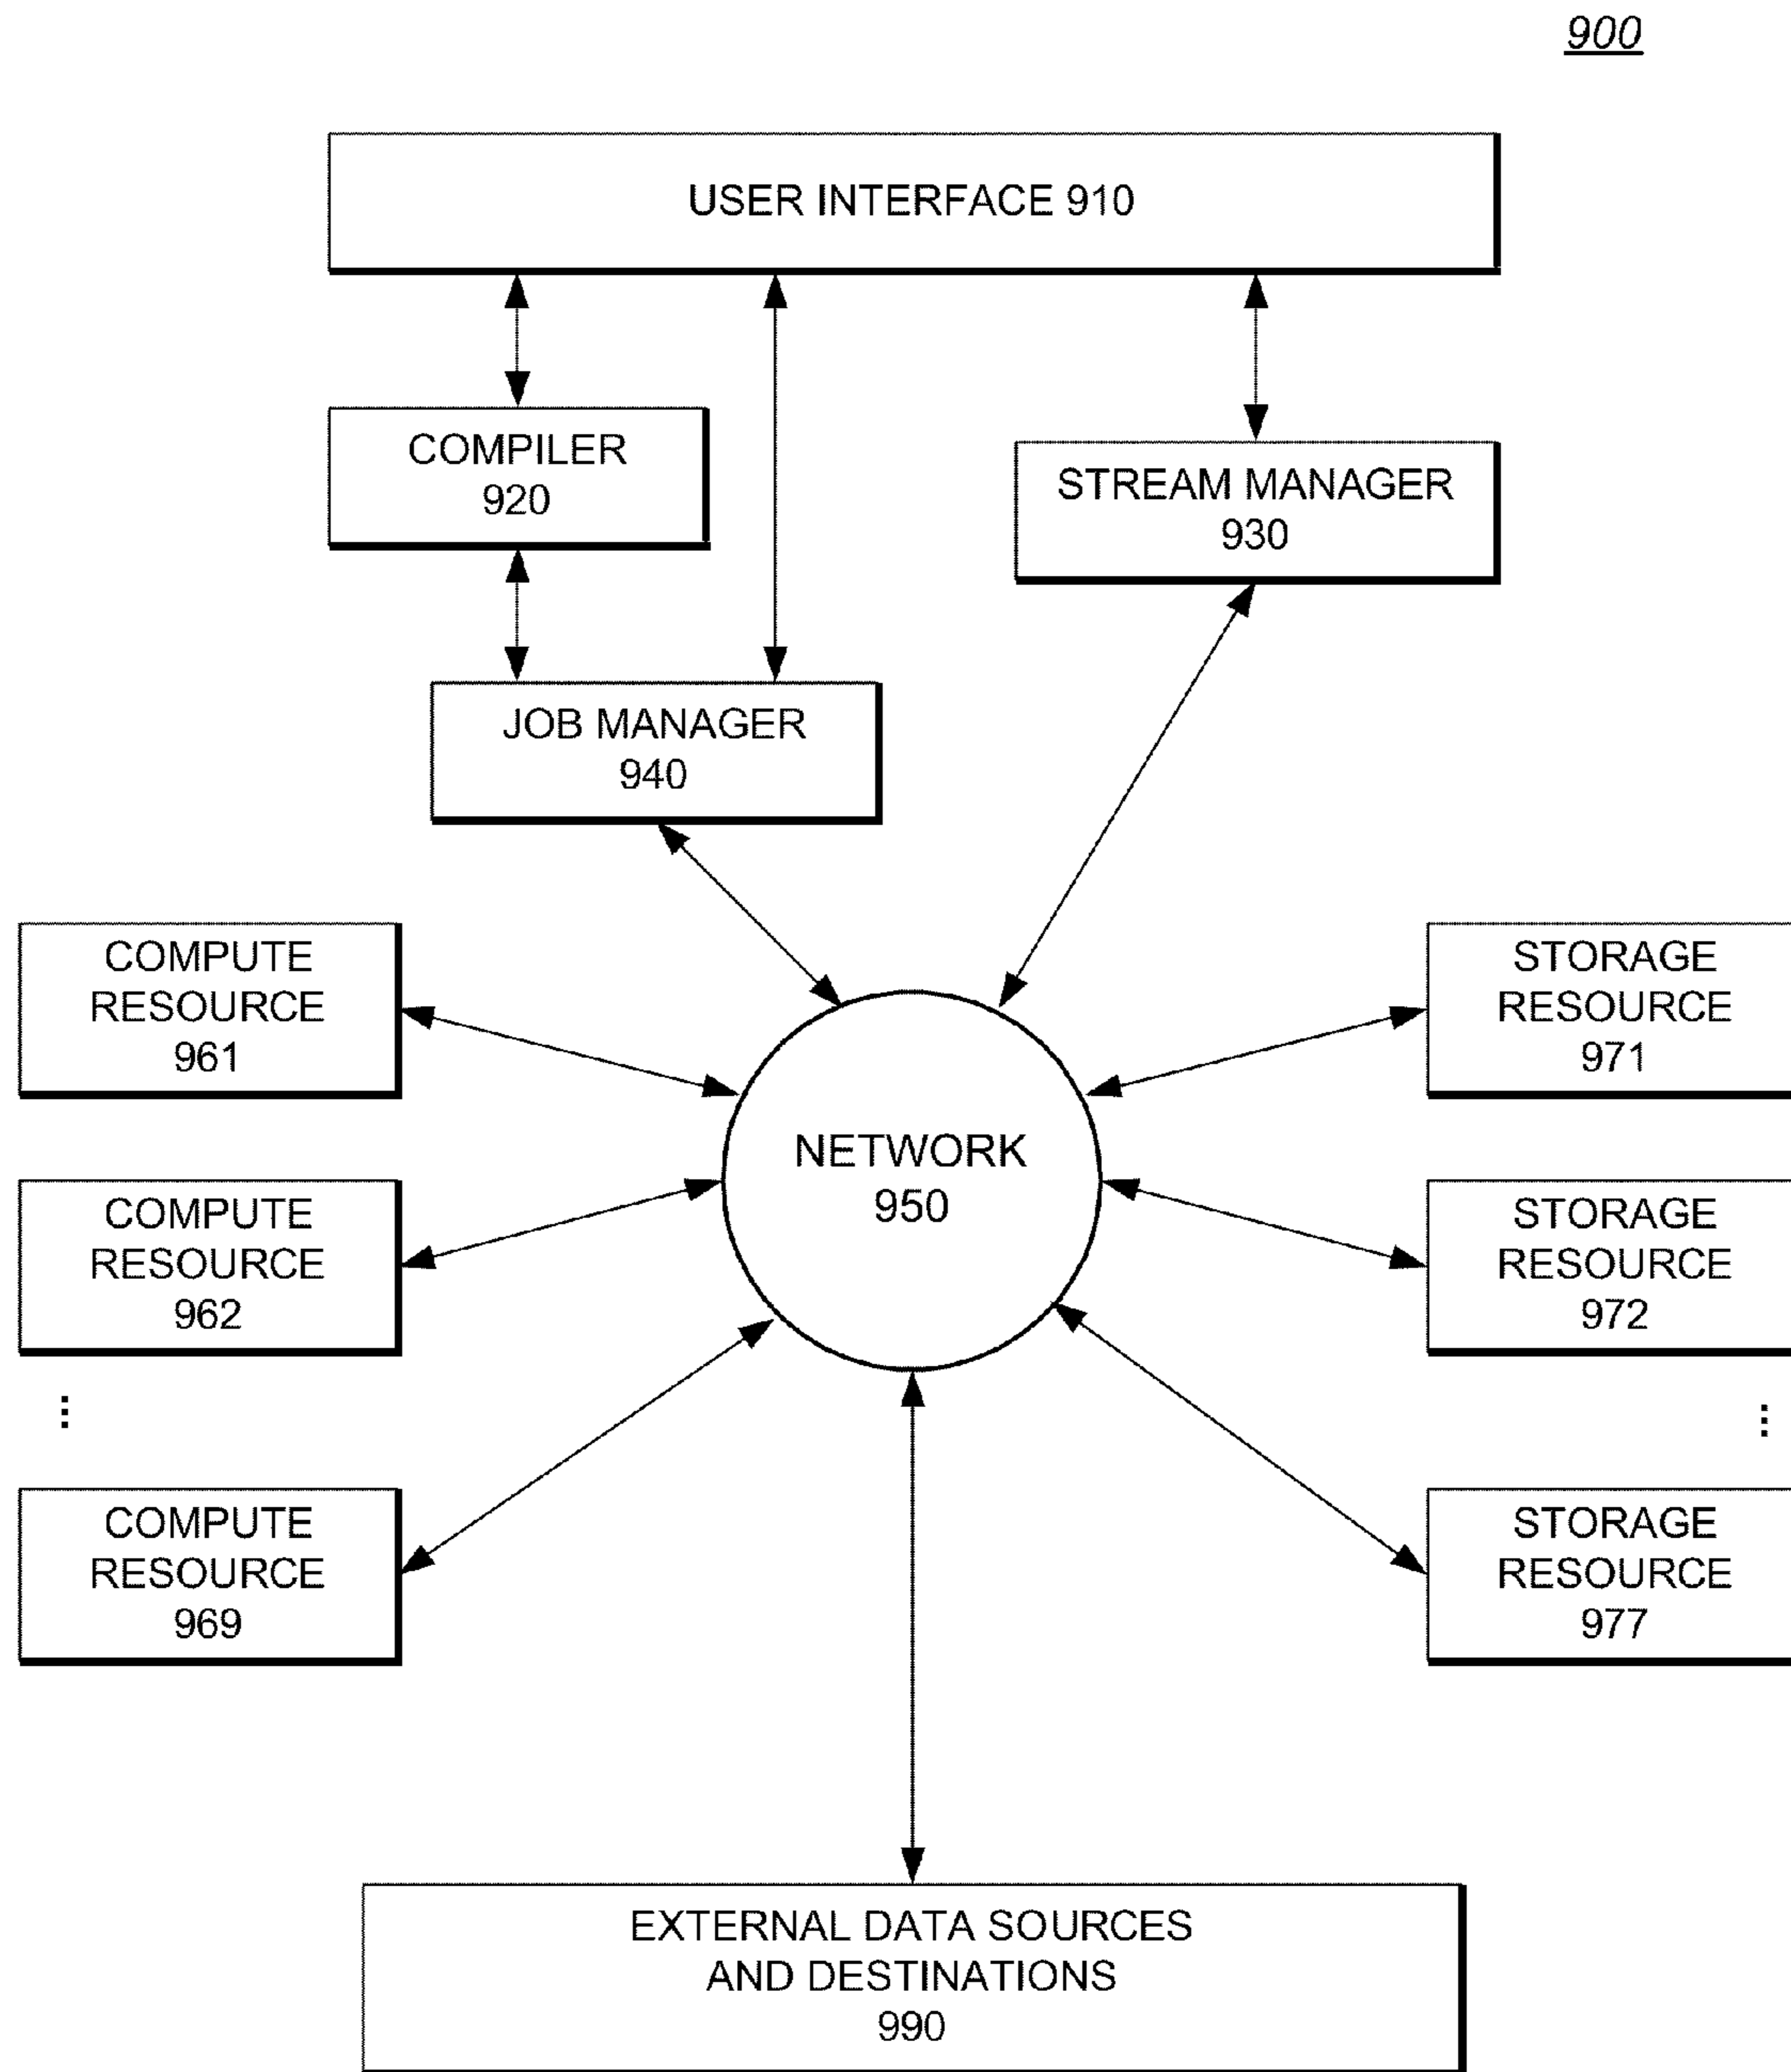 900
USER INTERFACE 910
COMPILER
920
STREAM MANAGER
930
JOB MANAGER
940
COMPUTE
RESOURCE
961
STORAGE
RESOURCE
971
NETWORK
950
COMPUTE
RESOURCE
962
STORAGE
RESOURCE
972
...
...
COMPUTE
RESOURCE
969
STORAGE
RESOURCE
977
EXTERNAL DATA SOURCES
AND DESTINATIONS
990